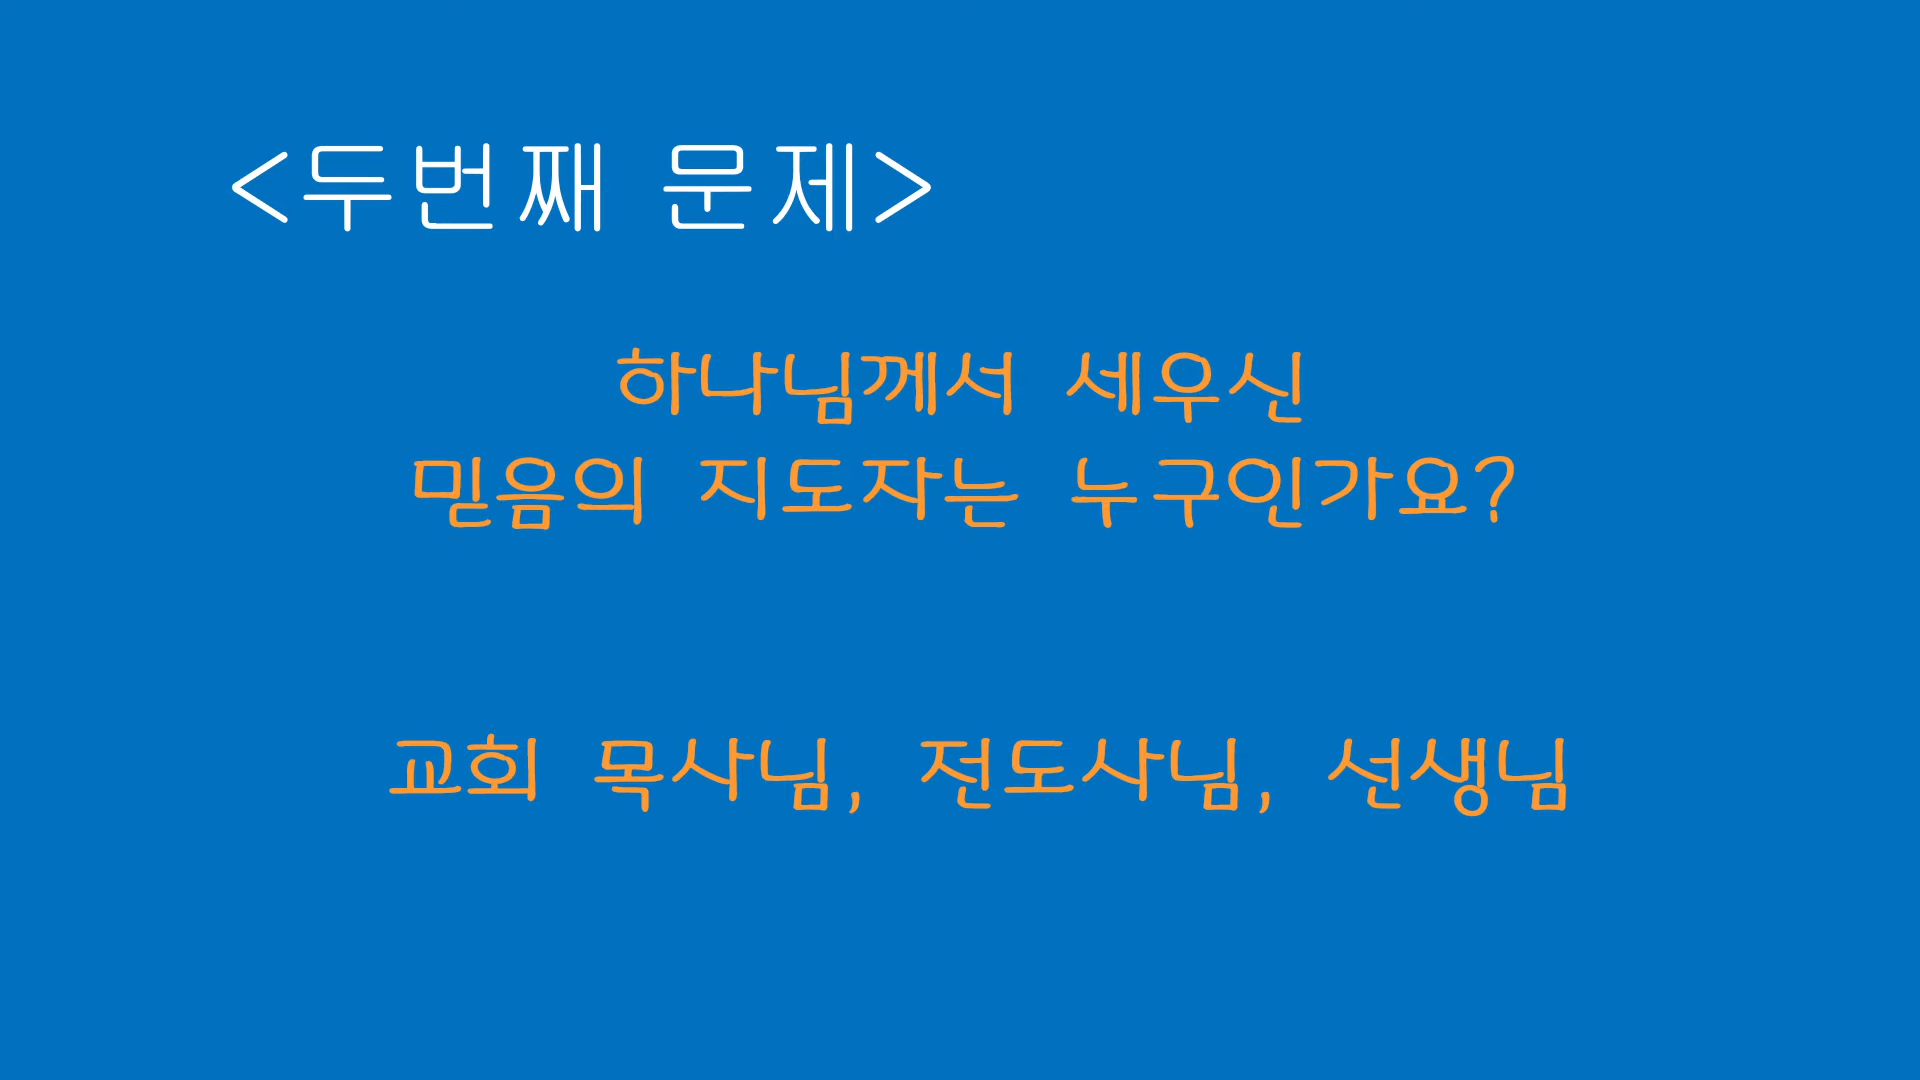 <두번째 문제>
하나님께서 세우신
믿음의 지도자는 누구인가요?
교회 목사님, 전도사님, 선생님